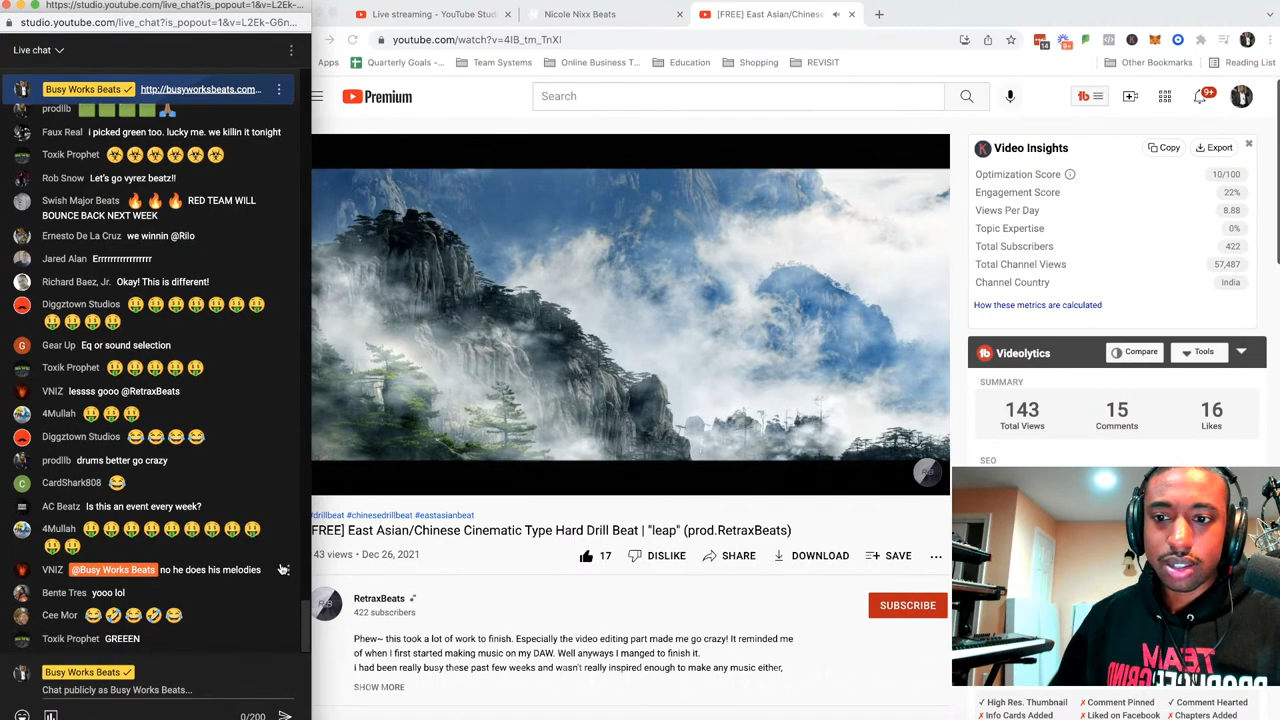 youtube.com/live_chat?is_popout=1&v=L2Ek-G6n...
youtube.com/live_chat?is_popout=1&v=L2Ek-G6n...
Live chat
Busy Works Beats http://busyworksbeats.com...
prodllb
Faux Real i picked green too. lucky me. we killin it tonight
Toxik Prophet
Rob Snow Let's go vyrez beatz!!
Swish Major Beats RED TEAM WILL
BOUNCE BACK NEXT WEEK
Ernesto De La Cruz we winnin @Rilo
Jared Alan Errrrrrrrrrrrrrrr
Richard Baez, Jr. Okay! This is different!
Diggztown Studios
Gear Up Eq or sound selection
Toxik Prophet
VNIZ lessss gooo @RetraxBeats
4Mullah
Diggztown Studios
prodllb drums better go crazy
CardShark808
AC Beatz Is this an event every week?
4Mullah
VNIZ @Busy Works Beats no he does his melodies
Bente Tres yooo lol
Cee Mor
Toxik Prophet GREEEN
Busy Works Beats
Chat publicly as Busy Works Beats...
0/200
Live streaming - YouTube Stud
Nicole Nixx Beats
[FREE] East Asian/Chinese
youtube.com/watch?v=4IB_tm_TnXI
14
9+
Apps Quarterly Goals -... Team Systems Online Business T... Education Shopping REVISIT
Other Bookmarks Reading List
Premium
Search
9+
Video Insights
Copy Export
Optimization Score 10/100
Engagement Score 22%
Views Per Day 8.88
Topic Expertise 0%
Total Subscribers 422
Total Channel Views 57,487
Channel Country India
How these metrics are calculated
Videolytics
Compare Tools
SUMMARY
143 15 16
Total Views Comments Likes
SEO
#drillbeat #chinesedrillbeat #eastasianbeat
FREE] East Asian/Chinese Cinematic Type Hard Drill Beat | "leap" (prod.RetraxBeats)
43 views • Dec 26, 2021
17 DISLIKE SHARE DOWNLOAD SAVE
RetraxBeats
422 subscribers
SUBSCRIBE
Phew~ this took a lot of work to finish. Especially the video editing part made me go crazy! It reminded me
of when I first started making music on my DAW. Well anyways I manged to finish it.
i had been really busy these past few weeks and wasn't really inspired enough to make any music either,
SHOW MORE
TEAM
✓ High Res. Thumbnail ✗ Comment Pinned ✓ Comment Hearted
✗ Info Cards Added ✗ Liked on Facebook ✗ Chapters Added